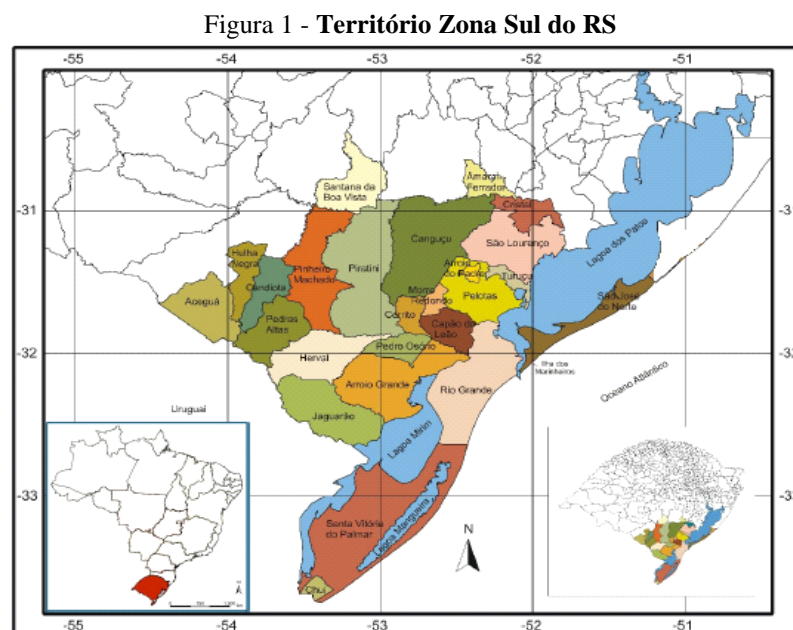 Figura 1 - Território Zona Sul do RS
-55 -54 -53 -52 -51
Santana da
Boa Vista
Amaral
Ferrador
-31
Cristal
Canguçu
São Lourenço
Lagoa dos Patos
Hulha
Negra
Pinheiro
Machado
Piratini
Arroio
do Padre
Turuçu
Candiota
Aceguá
Morro
Redondo
Pelotas
São José
do Norte
Pedras
Altas
Cerrito
Capão do
Leão
-32
Pedro Osório
Herval
Ilha dos
Marinheiros
Arroio Grande
Rio Grande
Oceano Atlântico
Uruguai
Jaguarão
Lagoa Mirim
-33
Santa Vitória
do Palmar
Lagoa Mangueira
N
Chuí
-55 -54 -53 -52 -51